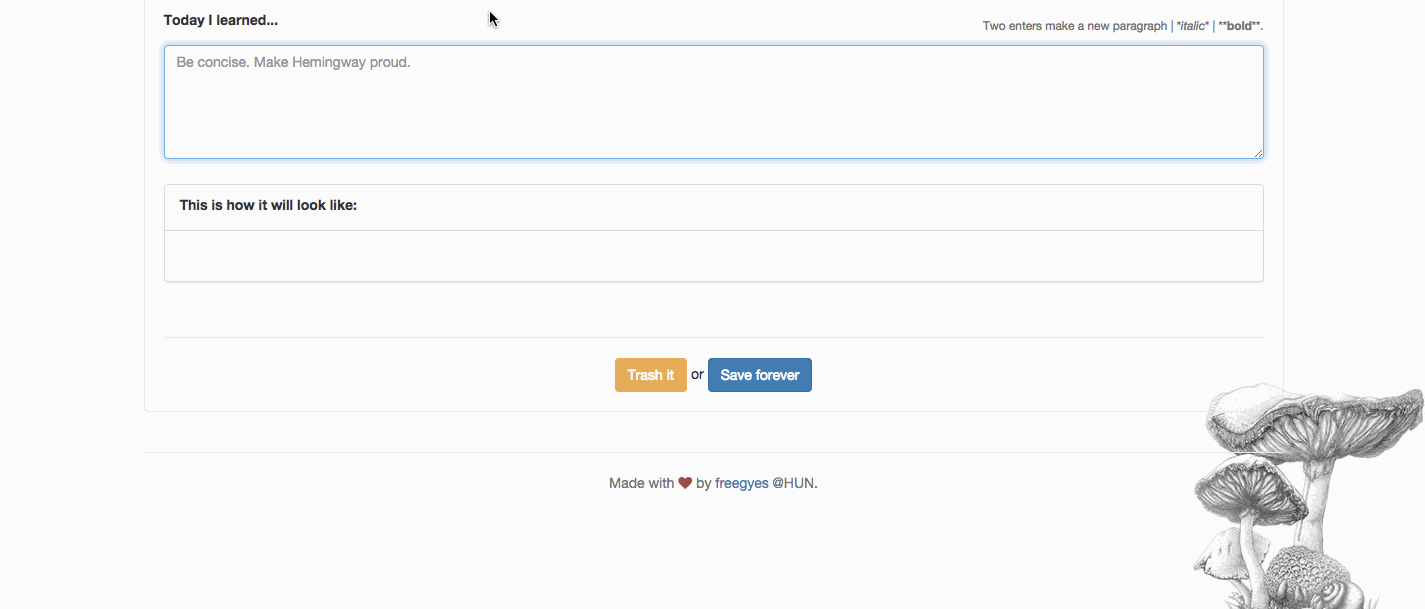 Today I learned...
Two enters make a new paragraph | *italic* | **bold**.
Be concise. Make Hemingway proud.
This is how it will look like:
Trash it or Save forever
Made with ❤ by freegyes @HUN.